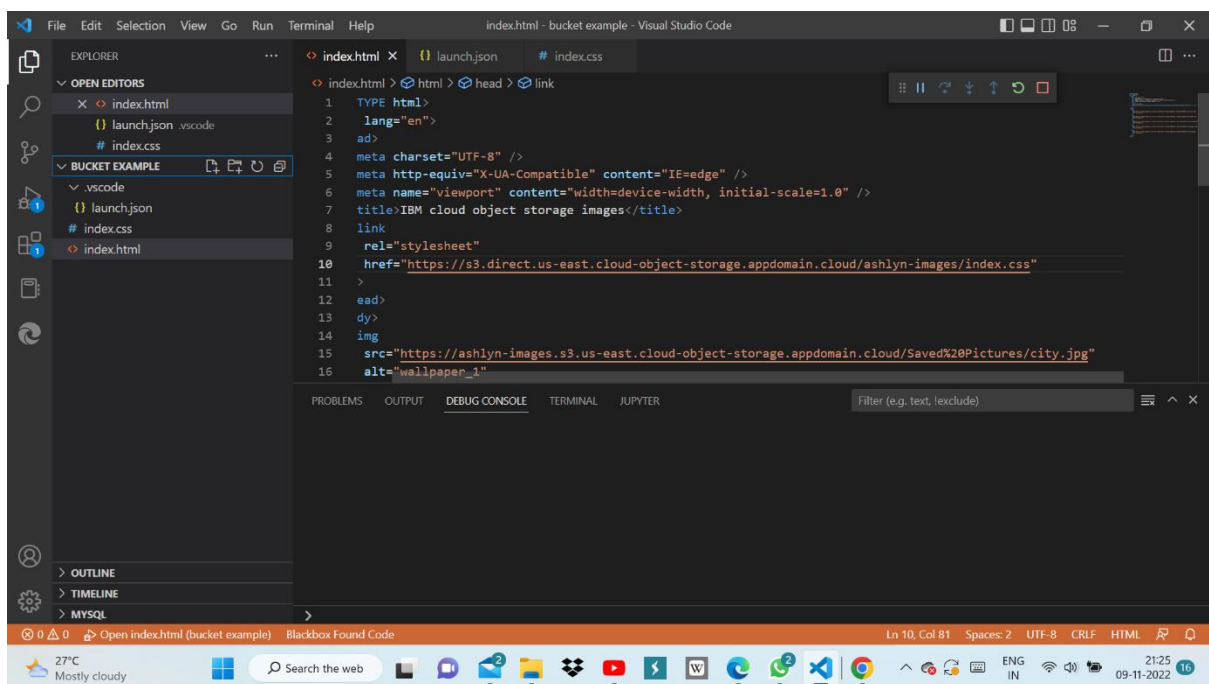 File Edit Selection View Go Run Terminal Help index.html - bucket example - Visual Studio Code
EXPLORER
OPEN EDITORS
index.html
launch.json .vscode
index.css
BUCKET EXAMPLE
.vscode
launch.json
index.css
index.html
OUTLINE
TIMELINE
MYSQL
index.html launch.json index.css
index.html > html > head > link
1 TYPE html>
2 lang="en">
3 ad>
4 meta charset="UTF-8" />
5 meta http-equiv="X-UA-Compatible" content="IE=edge" />
6 meta name="viewport" content="width=device-width, initial-scale=1.0" />
7 title>IBM cloud object storage images</title>
8 link
9 rel="stylesheet"
10 href="https://s3.direct.us-east.cloud-object-storage.appdomain.cloud/ashlyn-images/index.css"
11 >
12 ead>
13 dy>
14 img
15 src="https://ashlyn-images.s3.us-east.cloud-object-storage.appdomain.cloud/Saved%20Pictures/city.jpg"
16 alt="wallpaper_1"
PROBLEMS OUTPUT DEBUG CONSOLE TERMINAL JUPYTER Filter (e.g. text, !exclude)
0 0 Open index.html (bucket example) Blackbox Found Code Ln 10, Col 81 Spaces: 2 UTF-8 CRLF HTML
27°C
Mostly cloudy
Search the web
ENG
IN
21:25
09-11-2022
16